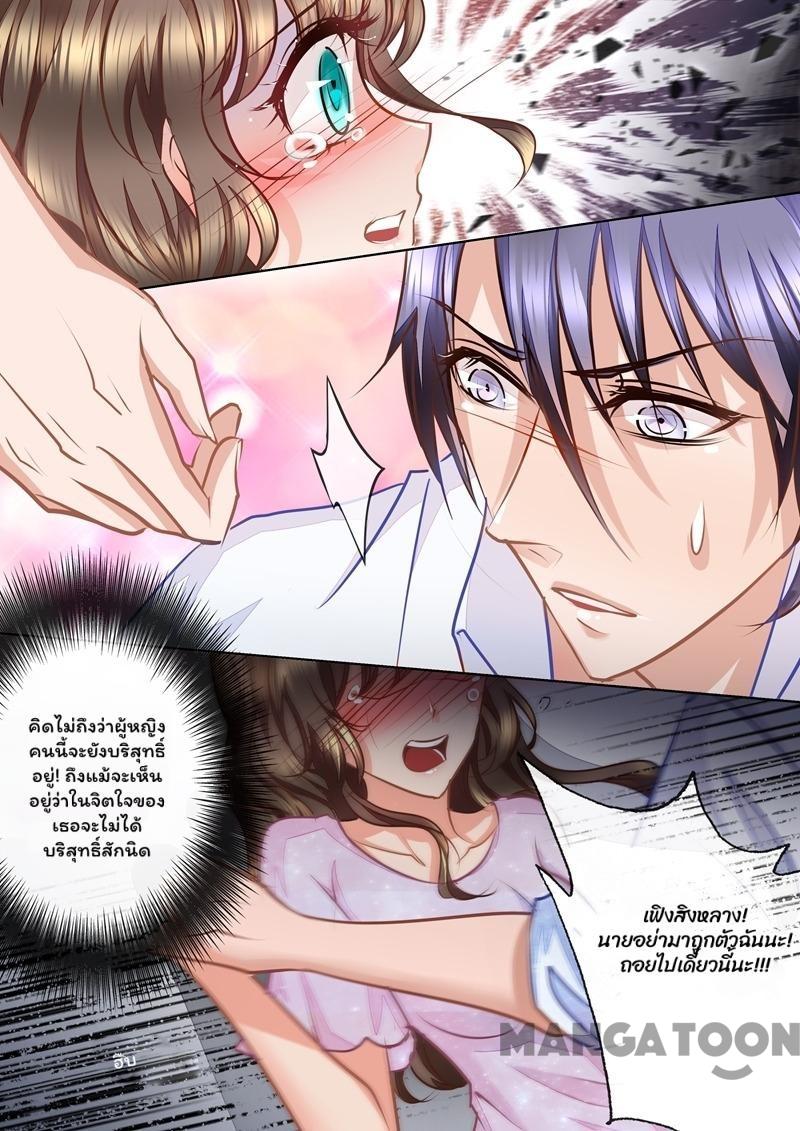 คิดไม่ถึงว่าผู้หญิง
คนนี้จะยังบริสุทธิ์
อยู่! ถึงแม้จะเห็น
อยู่ว่าในจิตใจของ
เธอจะไม่ได้
บริสุทธิ์สักนิด
เฟิงสิงหลาง!
นายอย่ามาถูกตัวฉันนะ!
ถอยไปเดี๋ยวนี้นะ!!!
ฮึบ
MANGATOON